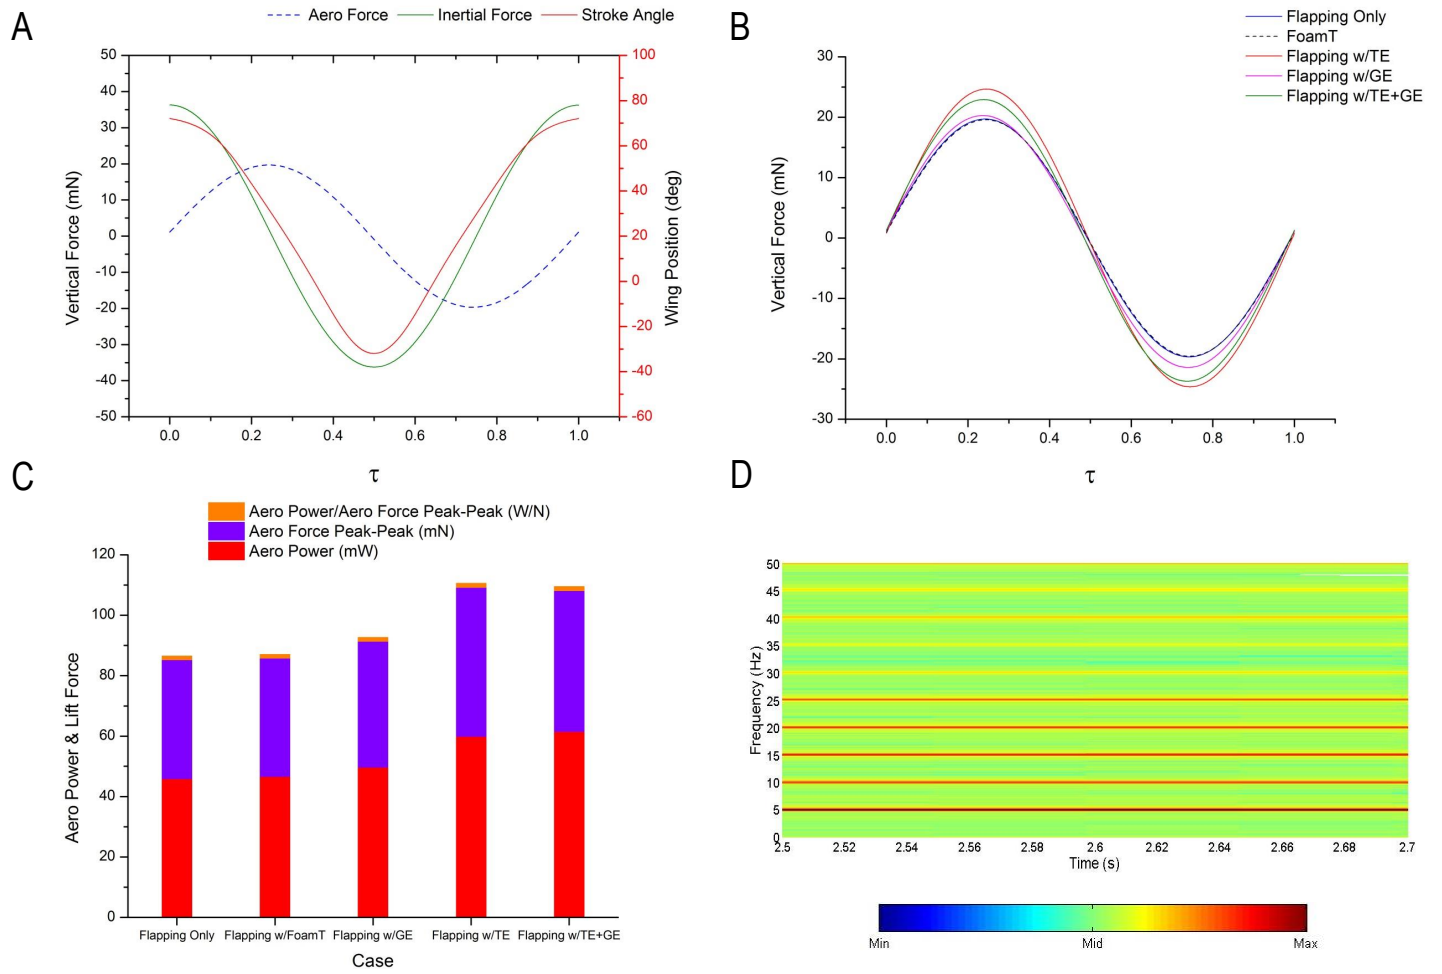 A
Aero Force
Inertial Force
Stroke Angle
50
40
30
20
10
0
-10
-20
-30
-40
-50
Vertical Force (mN)
100
80
60
40
20
0
-20
-40
-60
Wing Position (deg)
0.0
0.2
0.4
0.6
0.8
1.0
τ
B
Flapping Only
FoamT
Flapping w/TE
Flapping w/GE
Flapping w/TE+GE
30
20
10
0
-10
-20
-30
Vertical Force (mN)
0.0
0.2
0.4
0.6
0.8
1.0
τ
C
Aero Power/Aero Force Peak-Peak (W/N)
Aero Force Peak-Peak (mN)
Aero Power (mW)
120
100
80
60
40
20
0
Aero Power & Lift Force
Flapping Only
Flapping w/FoamT
Flapping w/GE
Flapping w/TE
Flapping w/TE+GE
Case
D
50
45
40
35
30
25
20
15
10
5
0
Frequency (Hz)
2.5
2.52
2.54
2.56
2.58
2.6
2.62
2.64
2.66
2.68
2.7
Time (s)
Min
Mid
Max